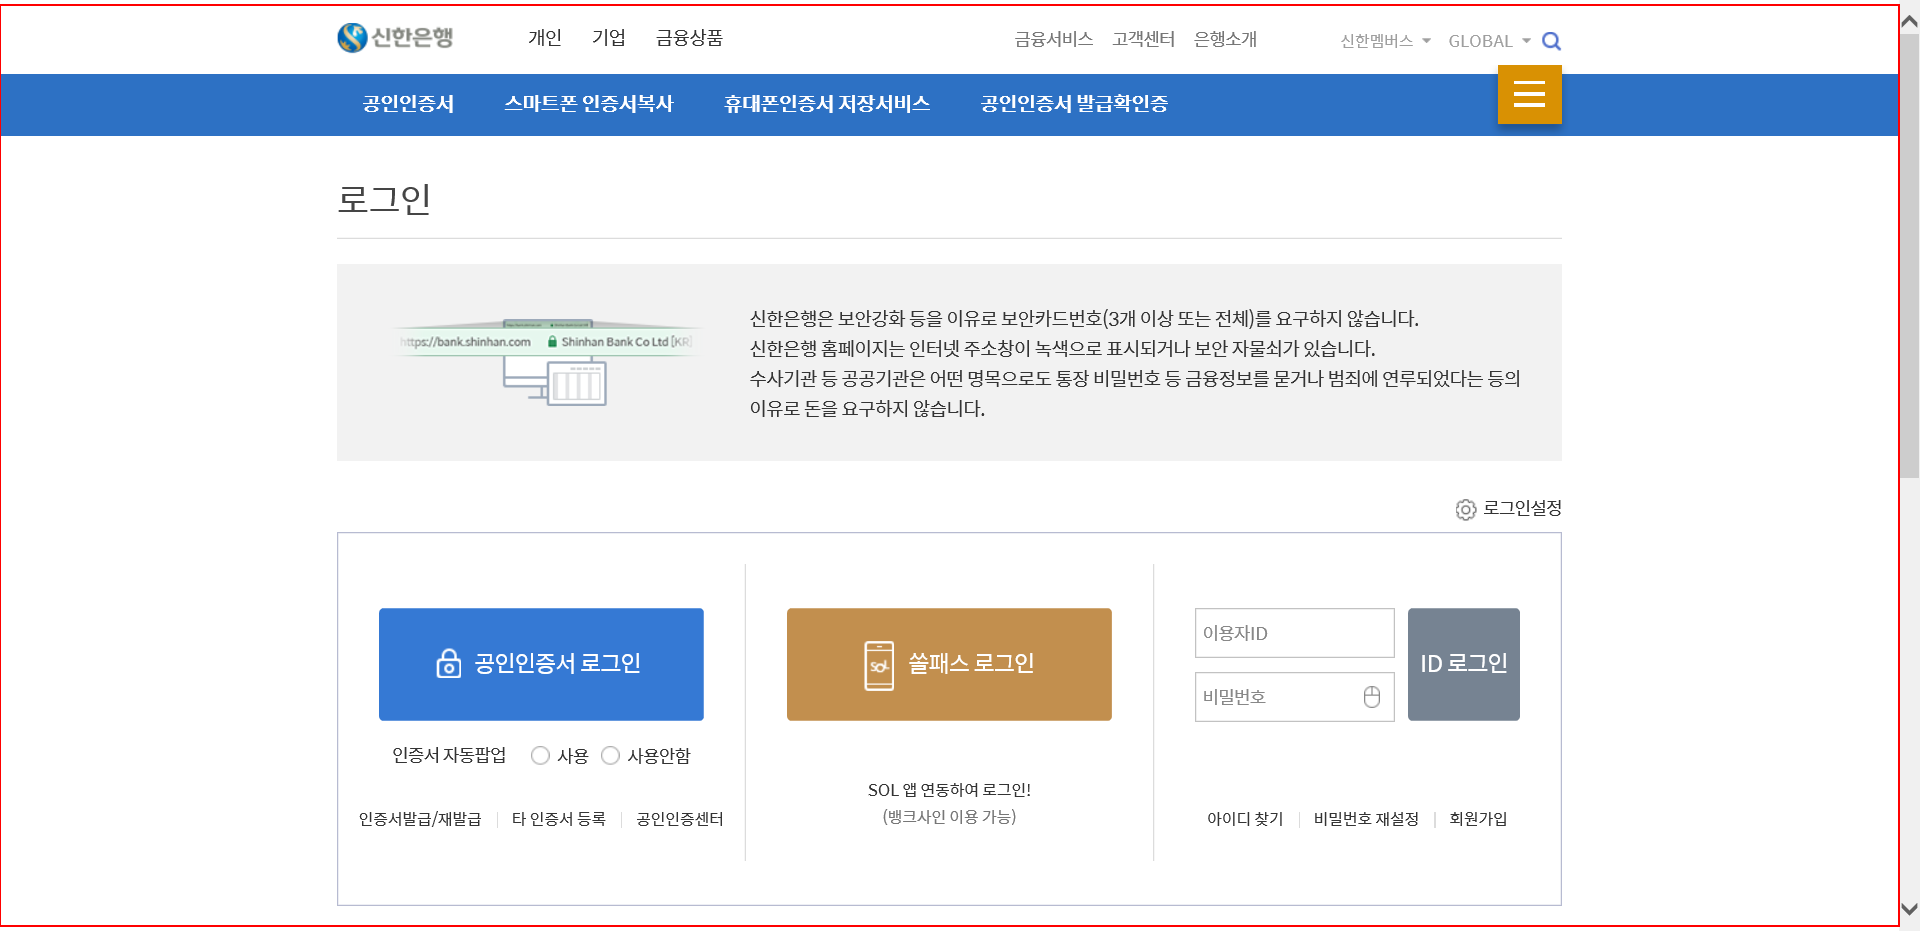 신한은행
개인 기업 금융상품
금융서비스 고객센터 은행소개
신한멤버스 GLOBAL
공인인증서 스마트폰 인증서복사 휴대폰인증서 저장서비스 공인인증서 발급확인증
로그인
https://bank.shinhan.com Shinhan Bank Co Ltd [KR]
신한은행은 보안강화 등을 이유로 보안카드번호(3개 이상 또는 전체)를 요구하지 않습니다.
신한은행 홈페이지는 인터넷 주소창이 녹색으로 표시되거나 보안 자물쇠가 있습니다.
수사기관 등 공공기관은 어떤 명목으로도 통장 비밀번호 등 금융정보를 묻거나 범죄에 연루되었다는 등의
이유로 돈을 요구하지 않습니다.
로그인설정
공인인증서 로그인
인증서 자동팝업 사용 사용안함
인증서발급/재발급 타 인증서 등록 공인인증센터
SOL
쏠패스 로그인
SOL 앱 연동하여 로그인!
(뱅크사인 이용 가능)
이용자ID
비밀번호
ID 로그인
아이디 찾기 비밀번호 재설정 회원가입